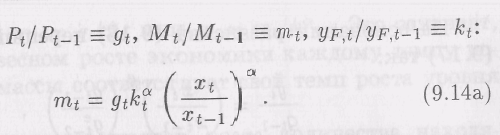 P_t/P_{t-1} ≡ g_t, M_t/M_{t-1} ≡ m_t, y_{F,t}/y_{F,t-1} ≡ k_t:
m_t = g_t k_t^α (x_t / x_{t-1})^α. (9.14a)